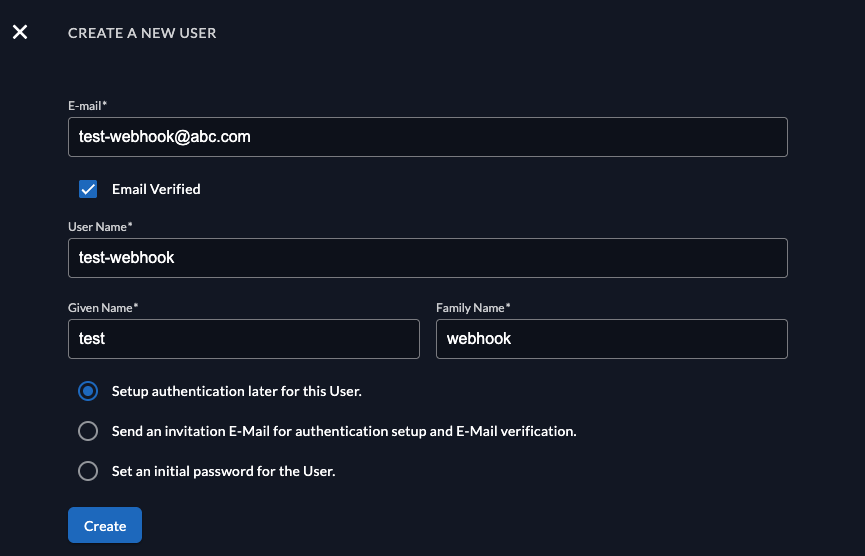 CREATE A NEW USER
E-mail*
test-webhook@abc.com
Email Verified
User Name*
test-webhook
Given Name* Family Name*
test webhook
Setup authentication later for this User.
Send an invitation E-Mail for authentication setup and E-Mail verification.
Set an initial password for the User.
Create